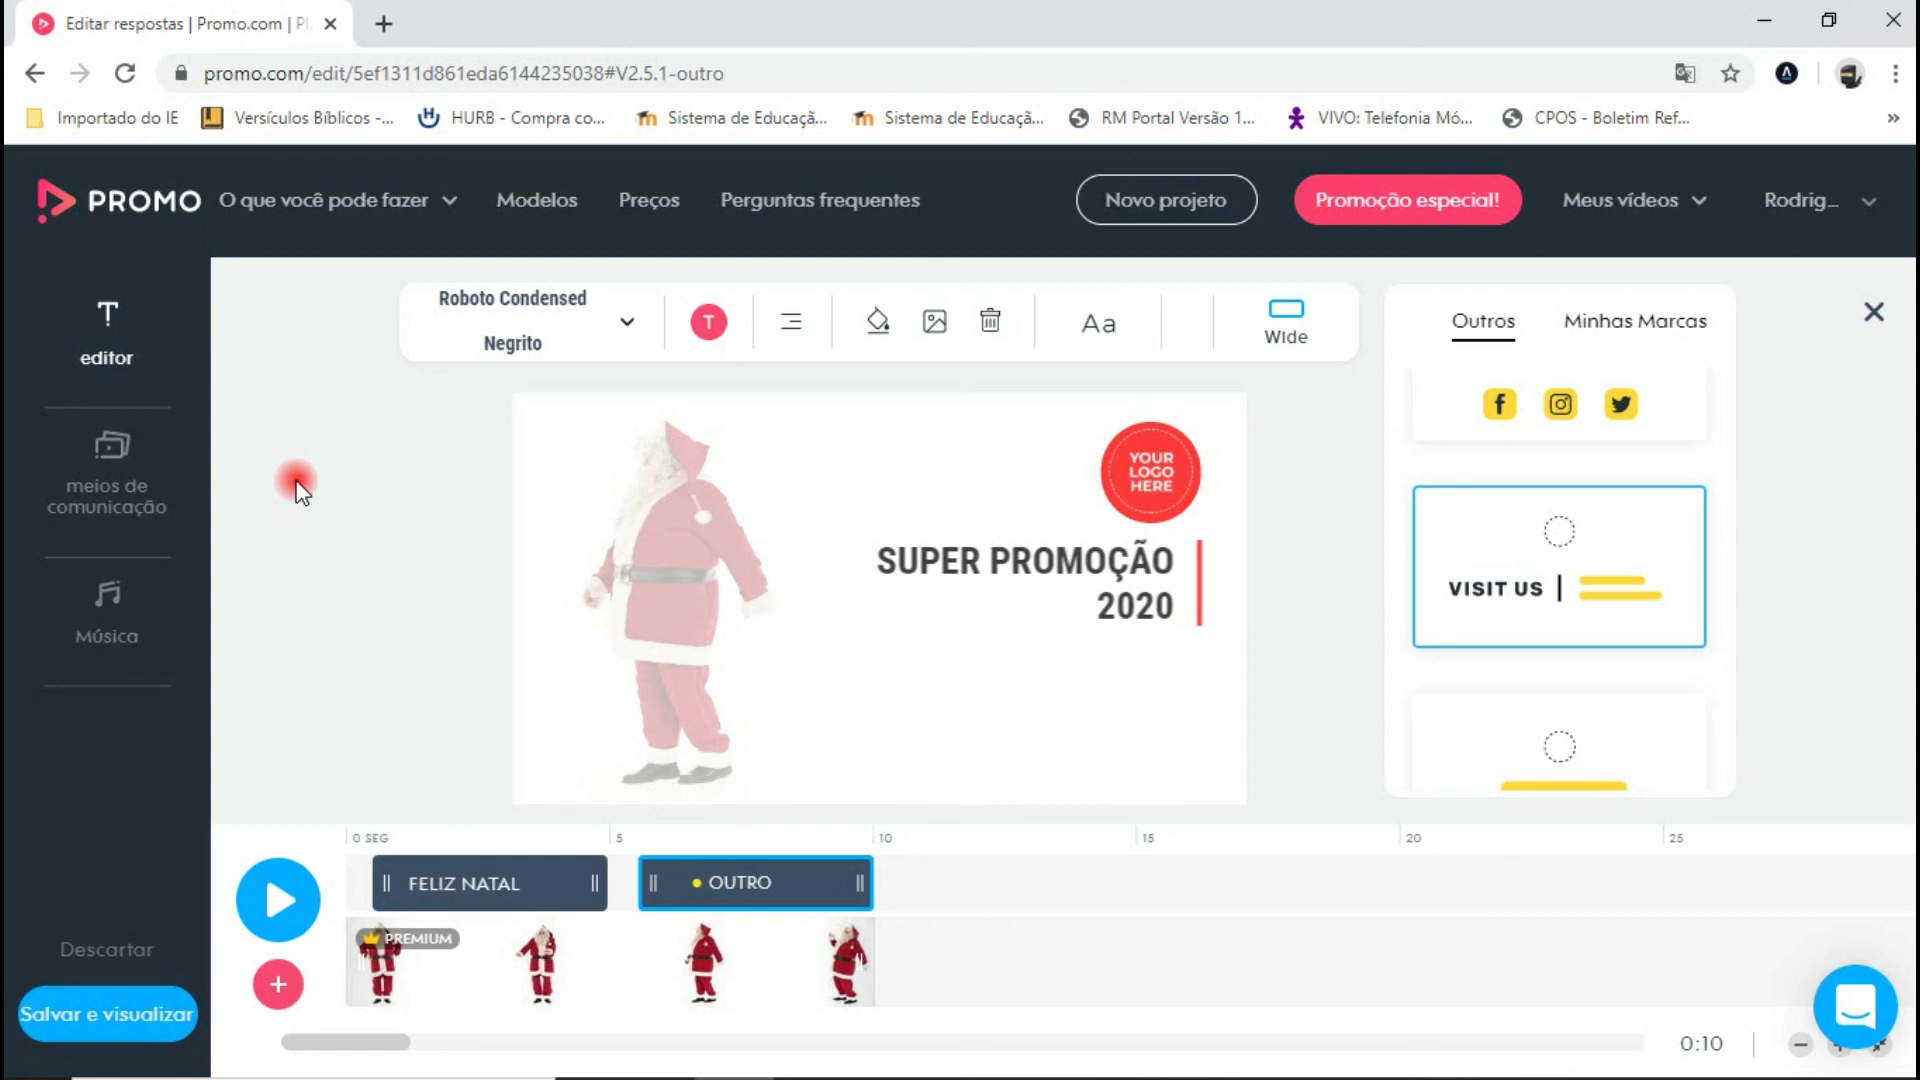 Editar respostas | Promo.com | Pl
promo.com/edit/5ef1311d861eda6144235038#V2.5.1-outro
Importado do IE
Versículos Bíblicos -...
HURB - Compra co...
Sistema de Educaçã...
Sistema de Educaçã...
RM Portal Versão 1...
VIVO: Telefonia Mó...
CPOS - Boletim Ref...
»
PROMO
O que você pode fazer
Modelos
Preços
Perguntas frequentes
Novo projeto
Promoção especial!
Meus vídeos
Rodrig_
T
editor
meios de
comunicação
Música
Descartar
Salvar e visualizar
Roboto Condensed
Negrito
T
Aa
Wide
Outros
Minhas Marcas
YOUR
LOGO
HERE
SUPER PROMOÇÃO
2020
VISIT US
0 SEG
5
10
15
20
25
FELIZ NATAL
OUTRO
PREMIUM
0:10